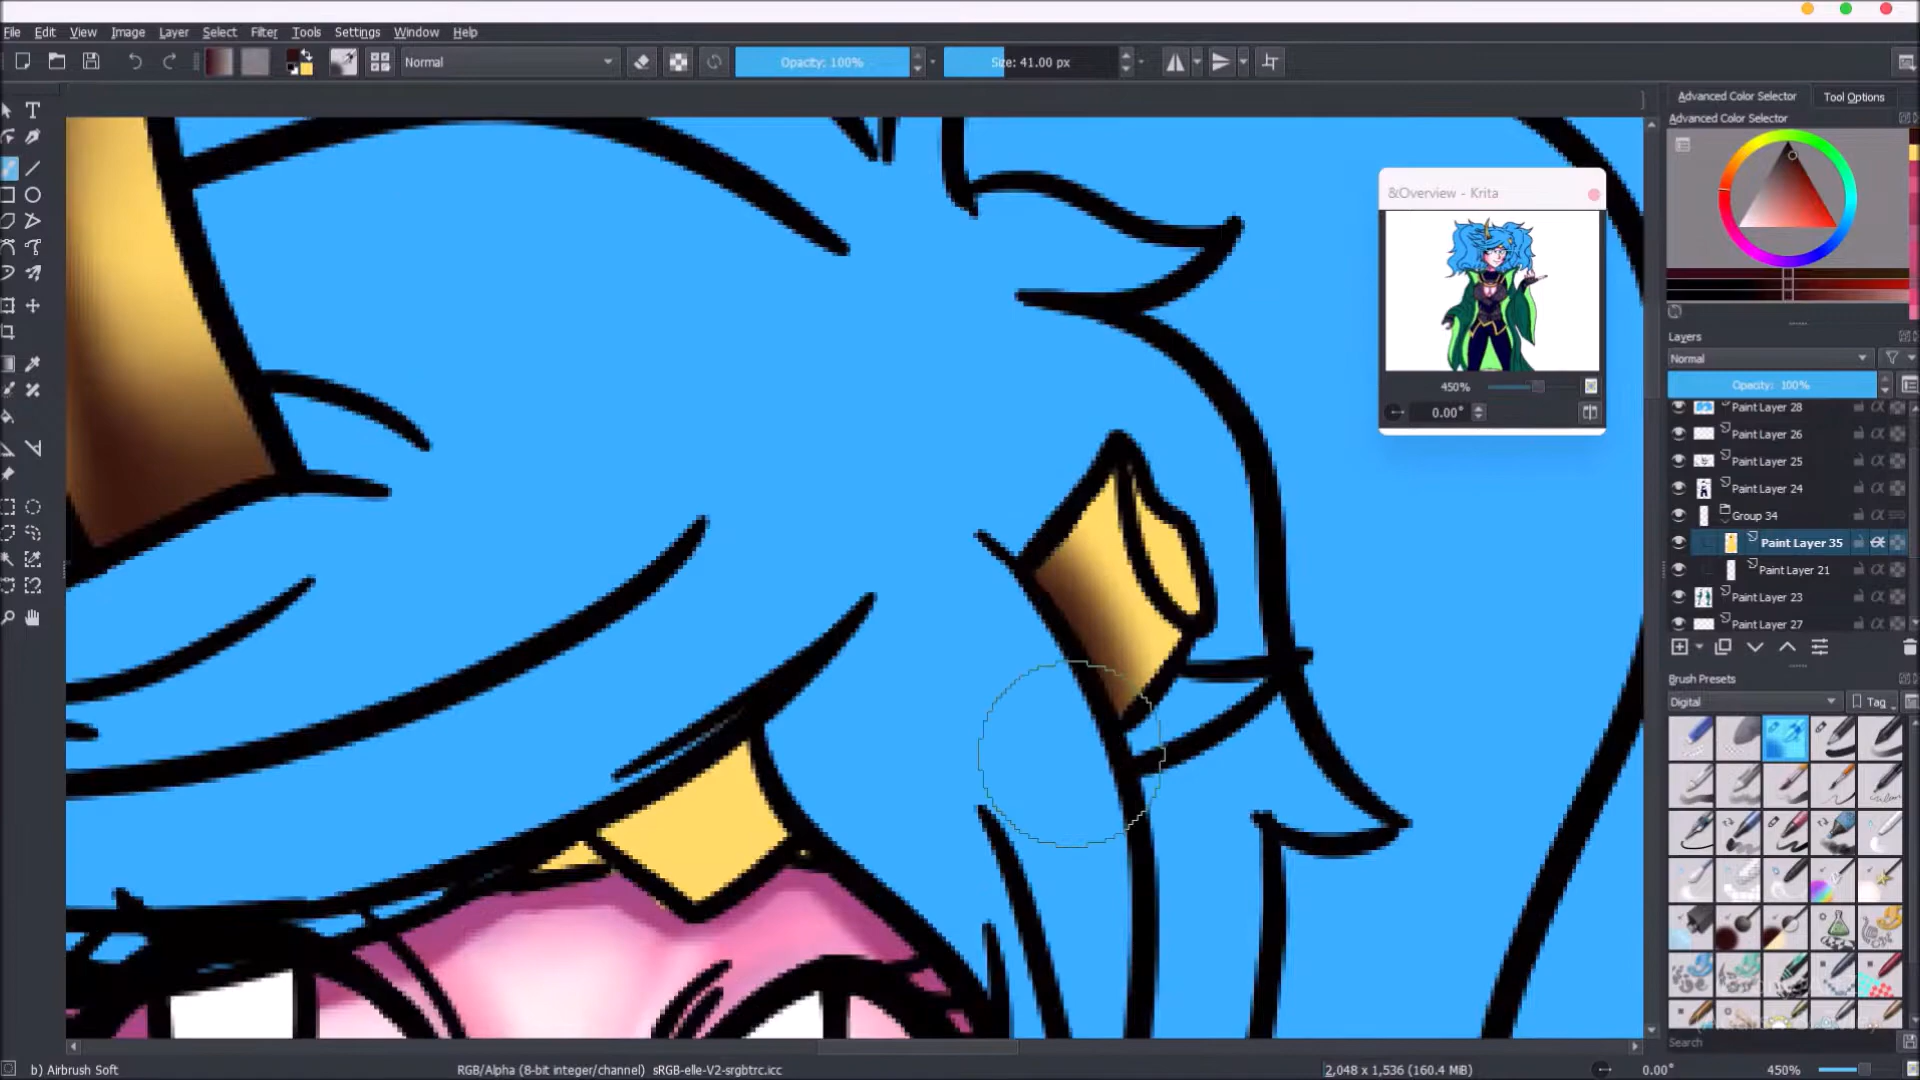 File Edit View Image Layer Select Filter Tools Settings Window Help
Normal
Opacity: 100%
Size: 41.00 px
Advanced Color Selector
Tool Options
Advanced Color Selector
&Overview - Krita
450%
0.00°
Layers
Normal
Opacity: 100%
Paint Layer 28
Paint Layer 26
Paint Layer 25
Paint Layer 24
Group 34
Paint Layer 35
Paint Layer 21
Paint Layer 23
Paint Layer 27
Brush Presets
Digital
Tag
Search
b) Airbrush Soft
RGB/Alpha (8-bit integer/channel) sRGB-elle-V2-srgbtrc.icc
2,048 x 1,536 (160.4 MiB)
0.00°
450%